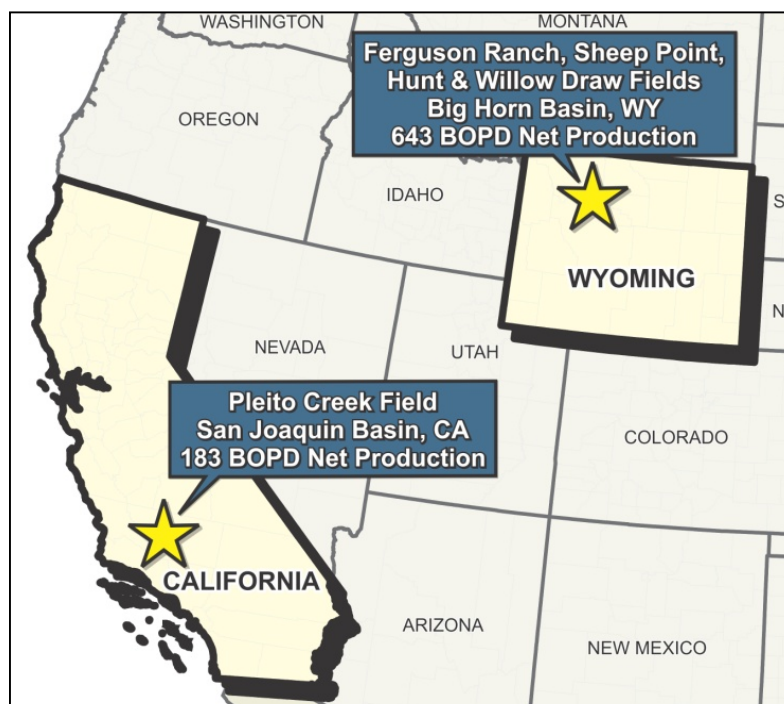 WASHINGTON
MONTANA
Ferguson Ranch, Sheep Point,
Hunt & Willow Draw Fields
Big Horn Basin, WY
643 BOPD Net Production
OREGON
IDAHO
S
WYOMING
N
NEVADA
UTAH
Pleito Creek Field
San Joaquin Basin, CA
183 BOPD Net Production
COLORADO
CALIFORNIA
ARIZONA
NEW MEXICO